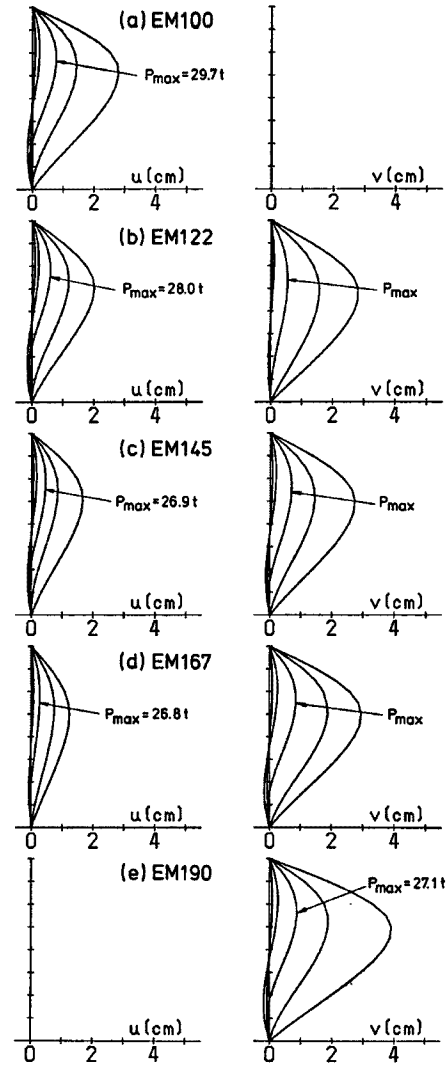 (a) EM100
Pmax=29.7 t
u(cm) v(cm)
0 2 4 0 2 4
(b) EM122
Pmax=28.0 t Pmax
u(cm) v(cm)
0 2 4 0 2 4
(c) EM145
Pmax=26.9 t Pmax
u(cm) v(cm)
0 2 4 0 2 4
(d) EM167
Pmax=26.8 t Pmax
u(cm) v(cm)
0 2 4 0 2 4
(e) EM190
Pmax=27.1 t
u(cm) v(cm)
0 2 4 0 2 4